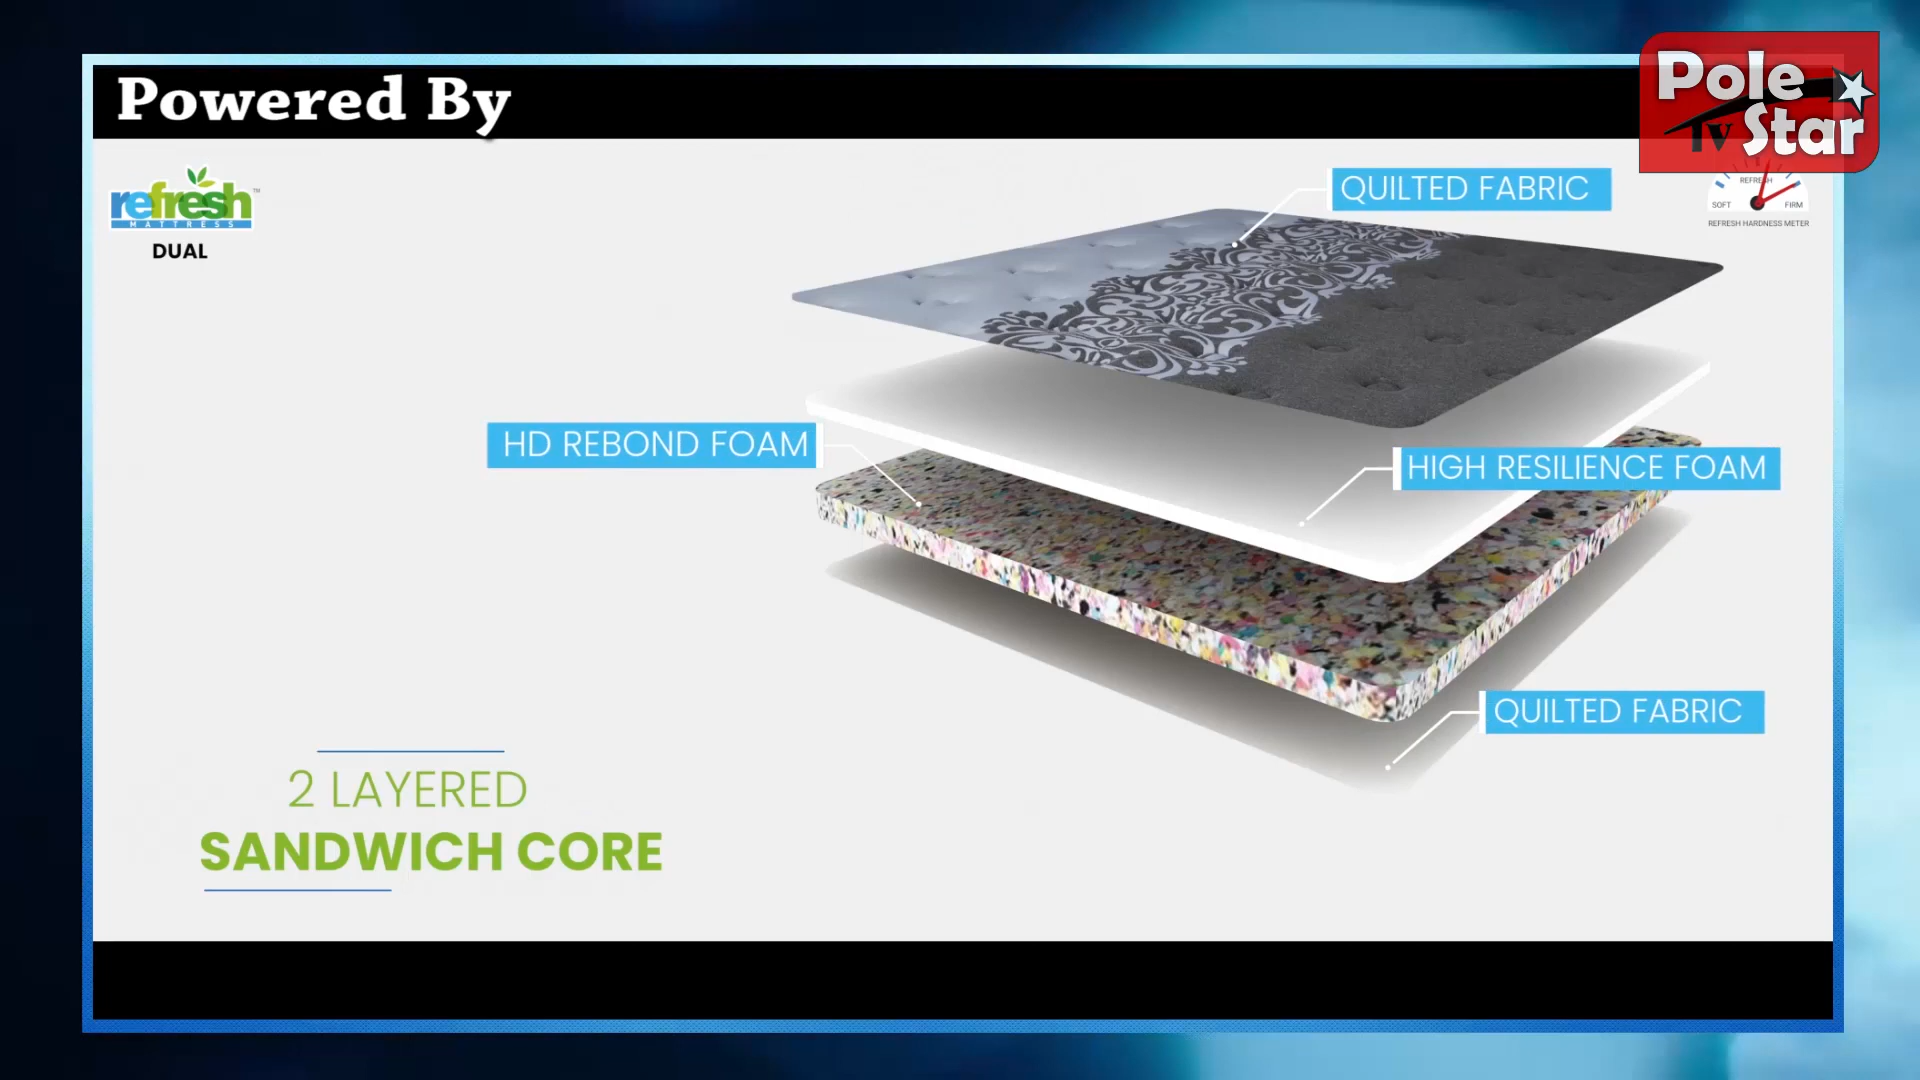 Powered By
Pole
TV Star
refresh™
MATTRESS
DUAL
QUILTED FABRIC
REFRESH
SOFT FIRM
REFRESH HARDNESS METER
HD REBOND FOAM
HIGH RESILIENCE FOAM
QUILTED FABRIC
2 LAYERED
SANDWICH CORE